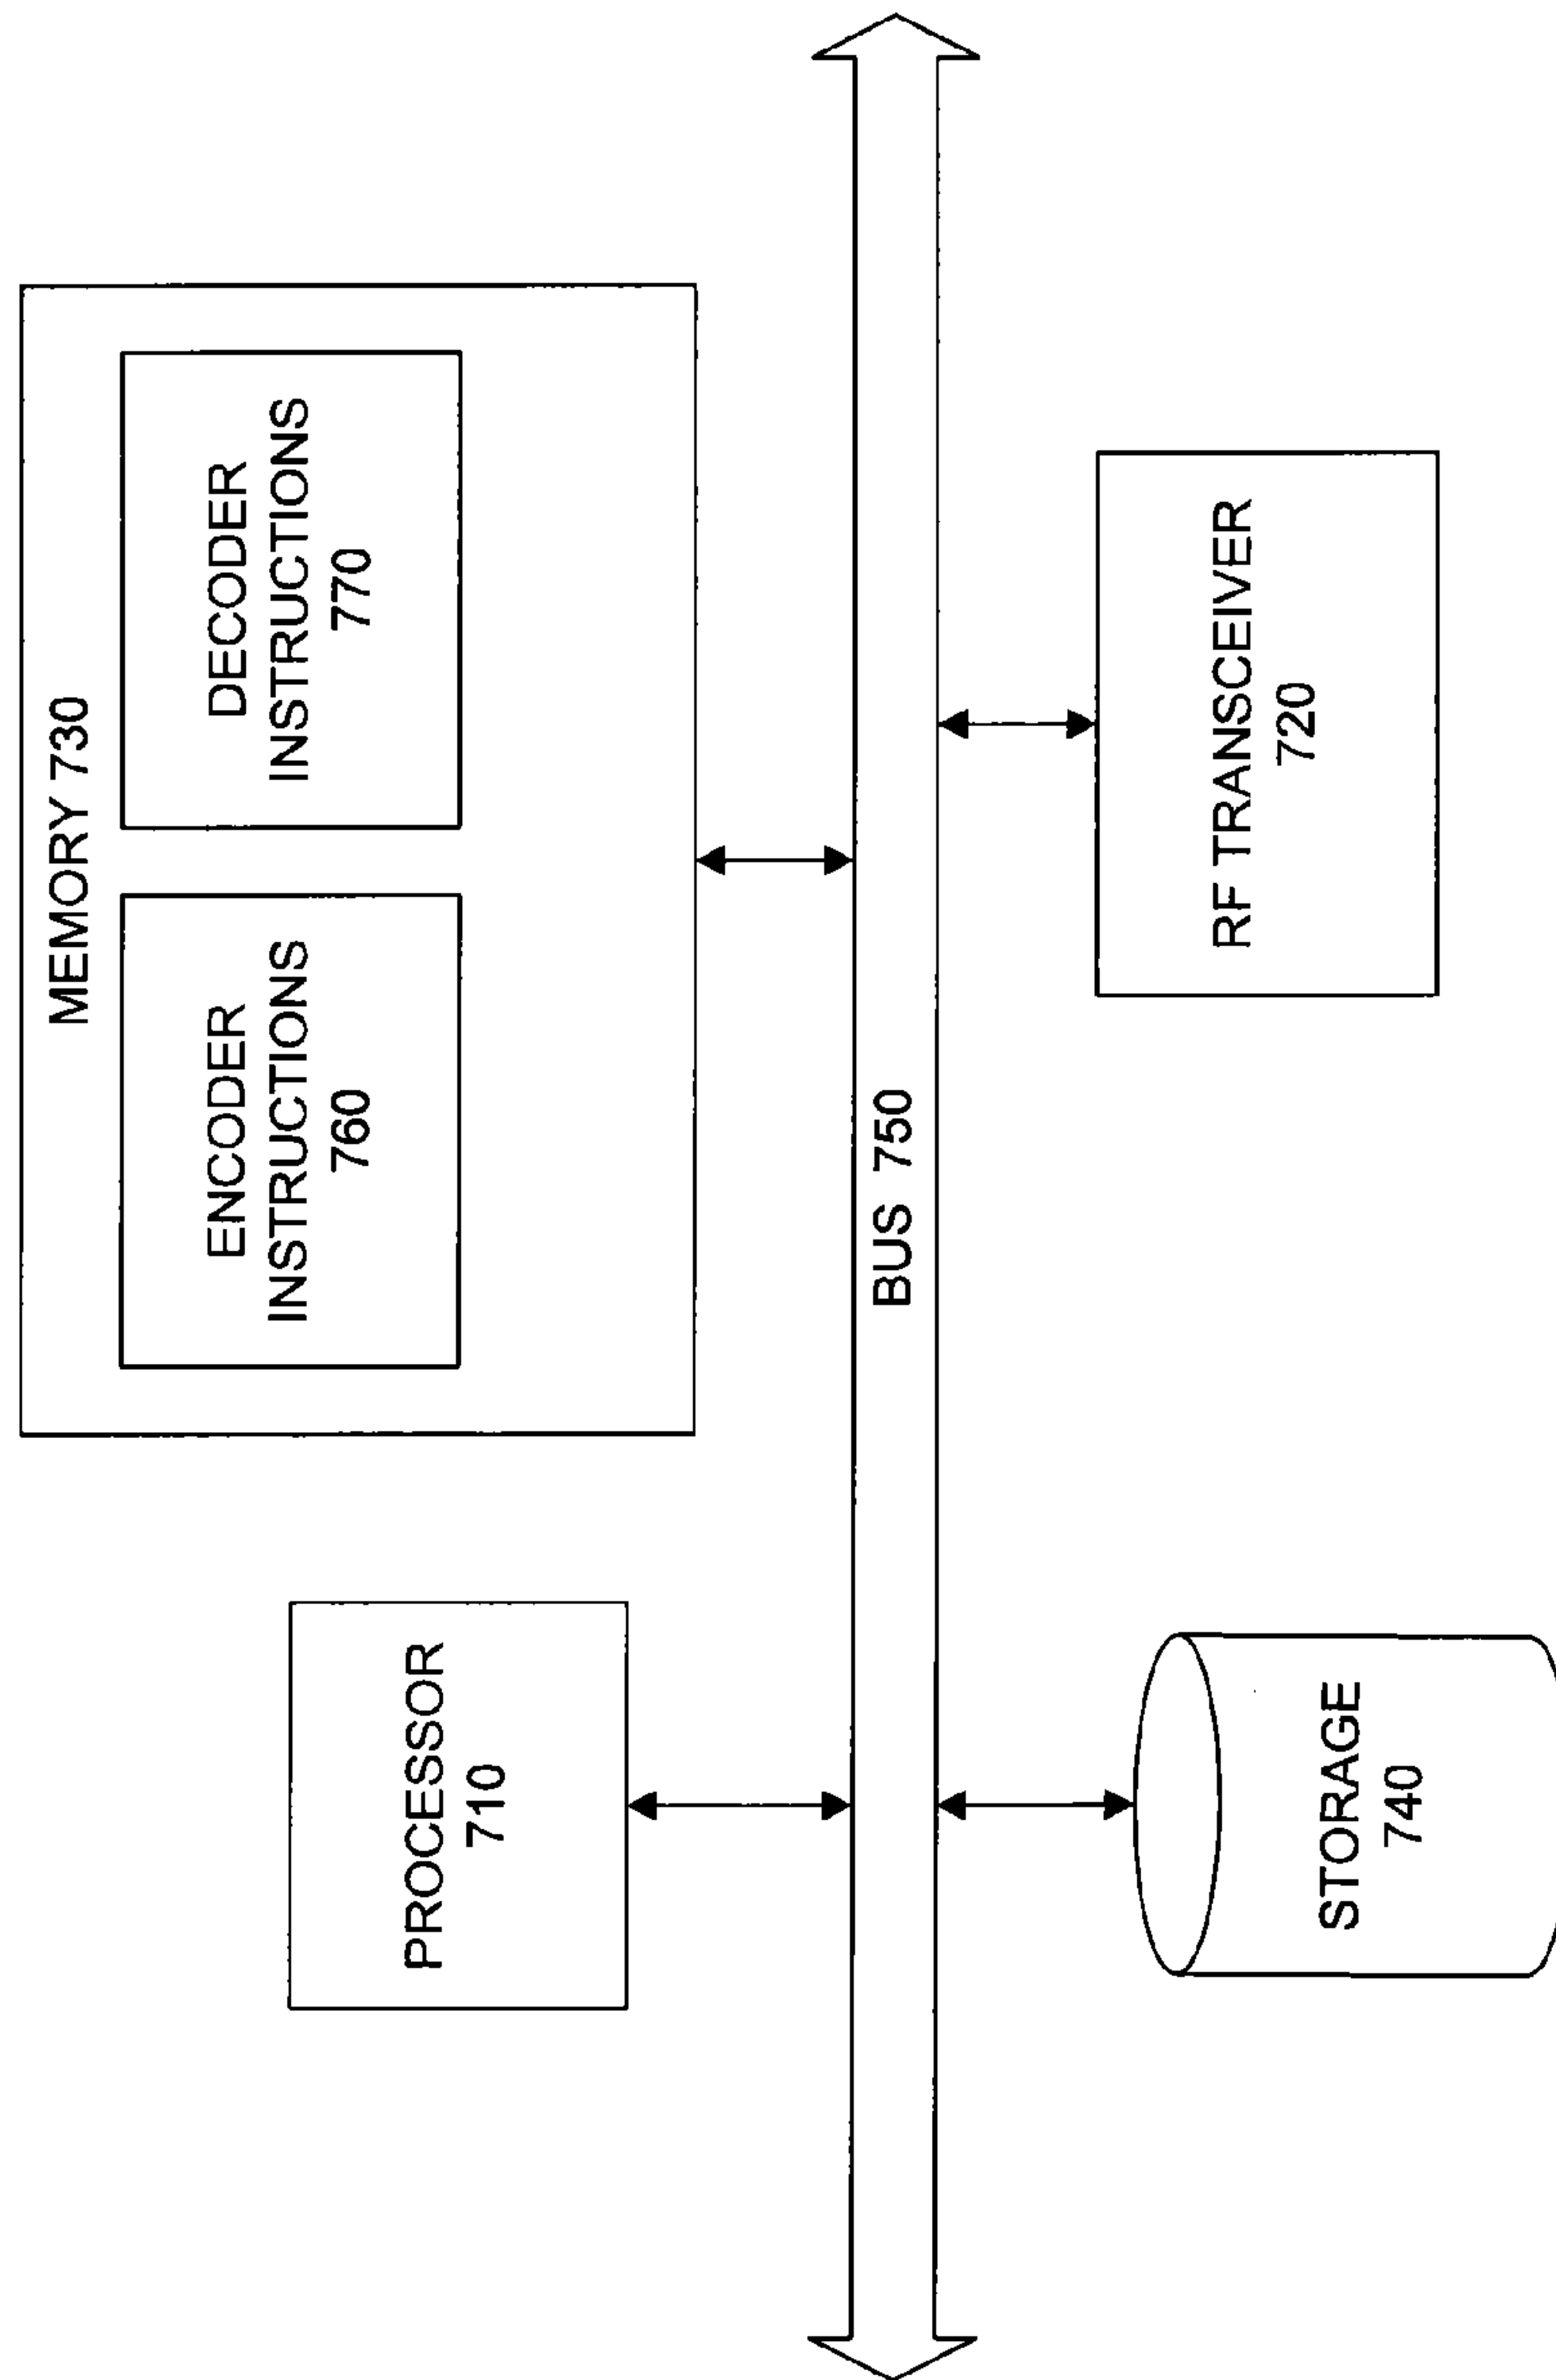 MEMORY 730
ENCODER
INSTRUCTIONS
760
DECODER
INSTRUCTIONS
770
PROCESSOR
710
BUS 750
STORAGE
740
RF TRANSCEIVER
720